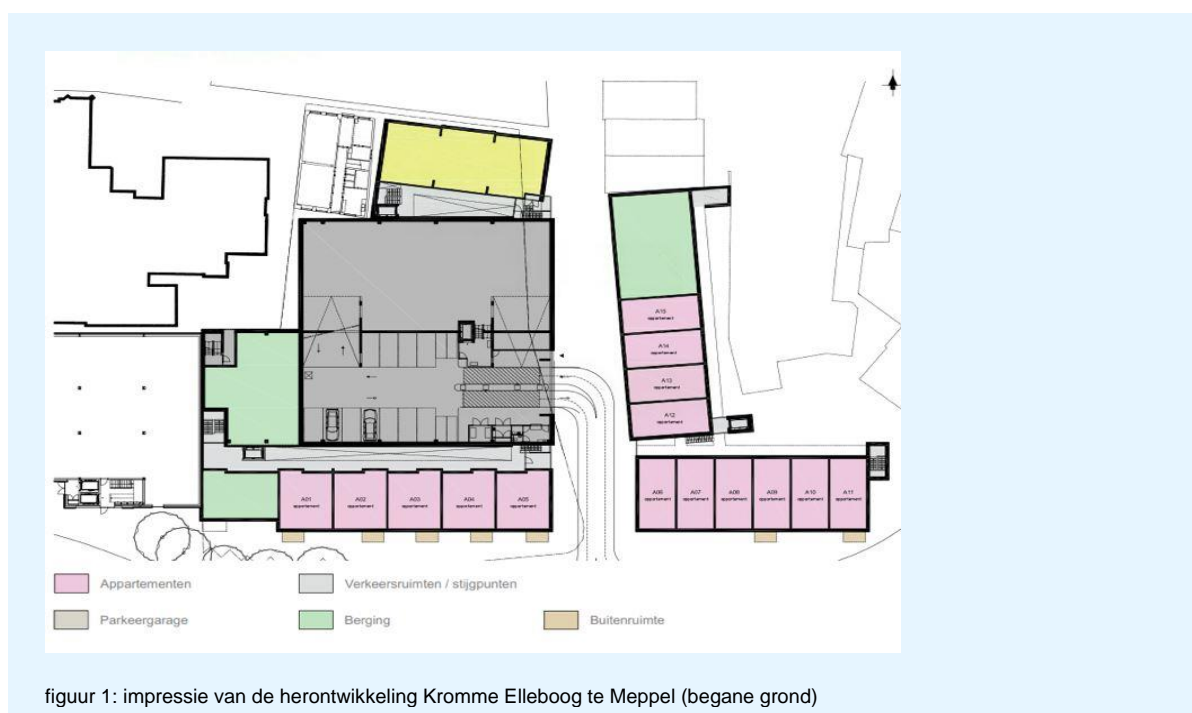 A15
appartement
A14
appartement
A13
appartement
A12
appartement
A01 A02 A03 A04 A05
appartement appartement appartement appartement appartement
A06 A07 A08 A09 A10 A11
appartement appartement appartement appartement appartement appartement
Appartementen Verkeersruimten / stijgpunten
Parkeergarage Berging Buitenruimte
figuur 1: impressie van de herontwikkeling Kromme Elleboog te Meppel (begane grond)